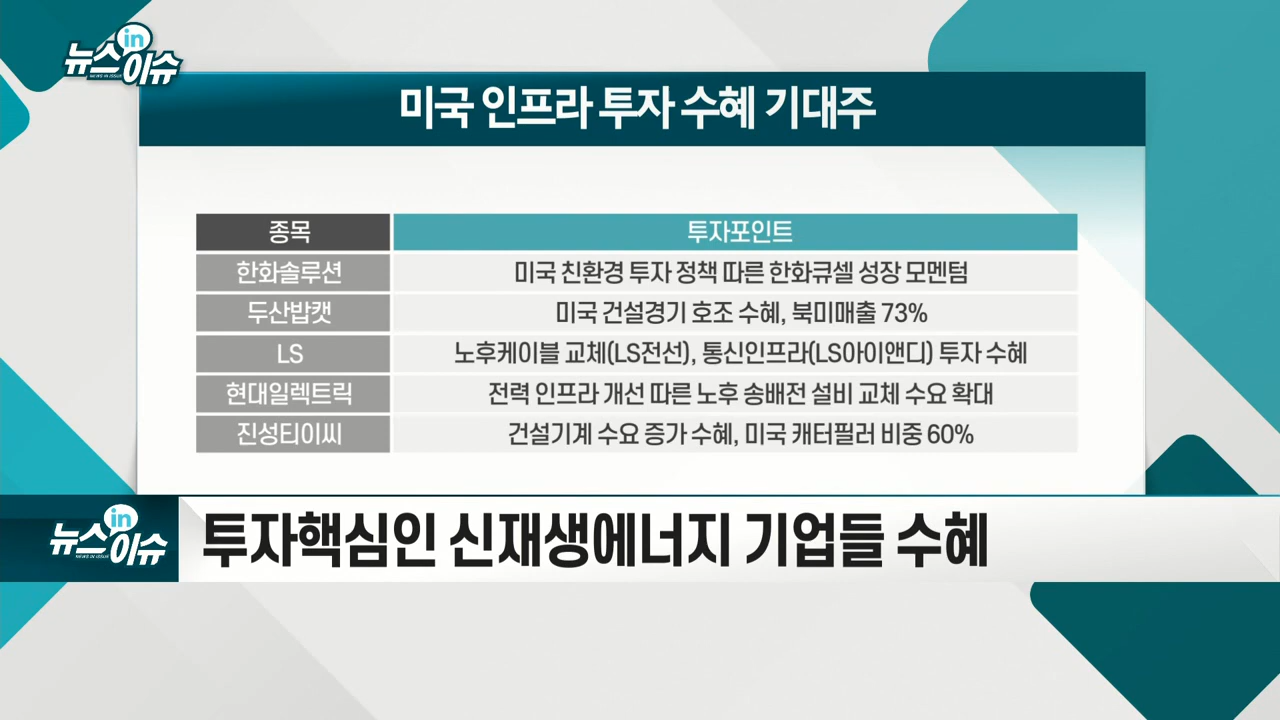 뉴스in이슈
NEWS IN ISSUE
미국 인프라 투자 수혜 기대주
종목 투자포인트
한화솔루션 미국 친환경 투자 정책 따른 한화큐셀 성장 모멘텀
두산밥캣 미국 건설경기 호조 수혜, 북미매출 73%
LS 노후케이블 교체(LS전선), 통신인프라(LS아이앤디) 투자 수혜
현대일렉트릭 전력 인프라 개선 따른 노후 송배전 설비 교체 수요 확대
진성티이씨 건설기계 수요 증가 수혜, 미국 캐터필러 비중 60%
뉴스in이슈
NEWS IN ISSUE
투자핵심인 신재생에너지 기업들 수혜